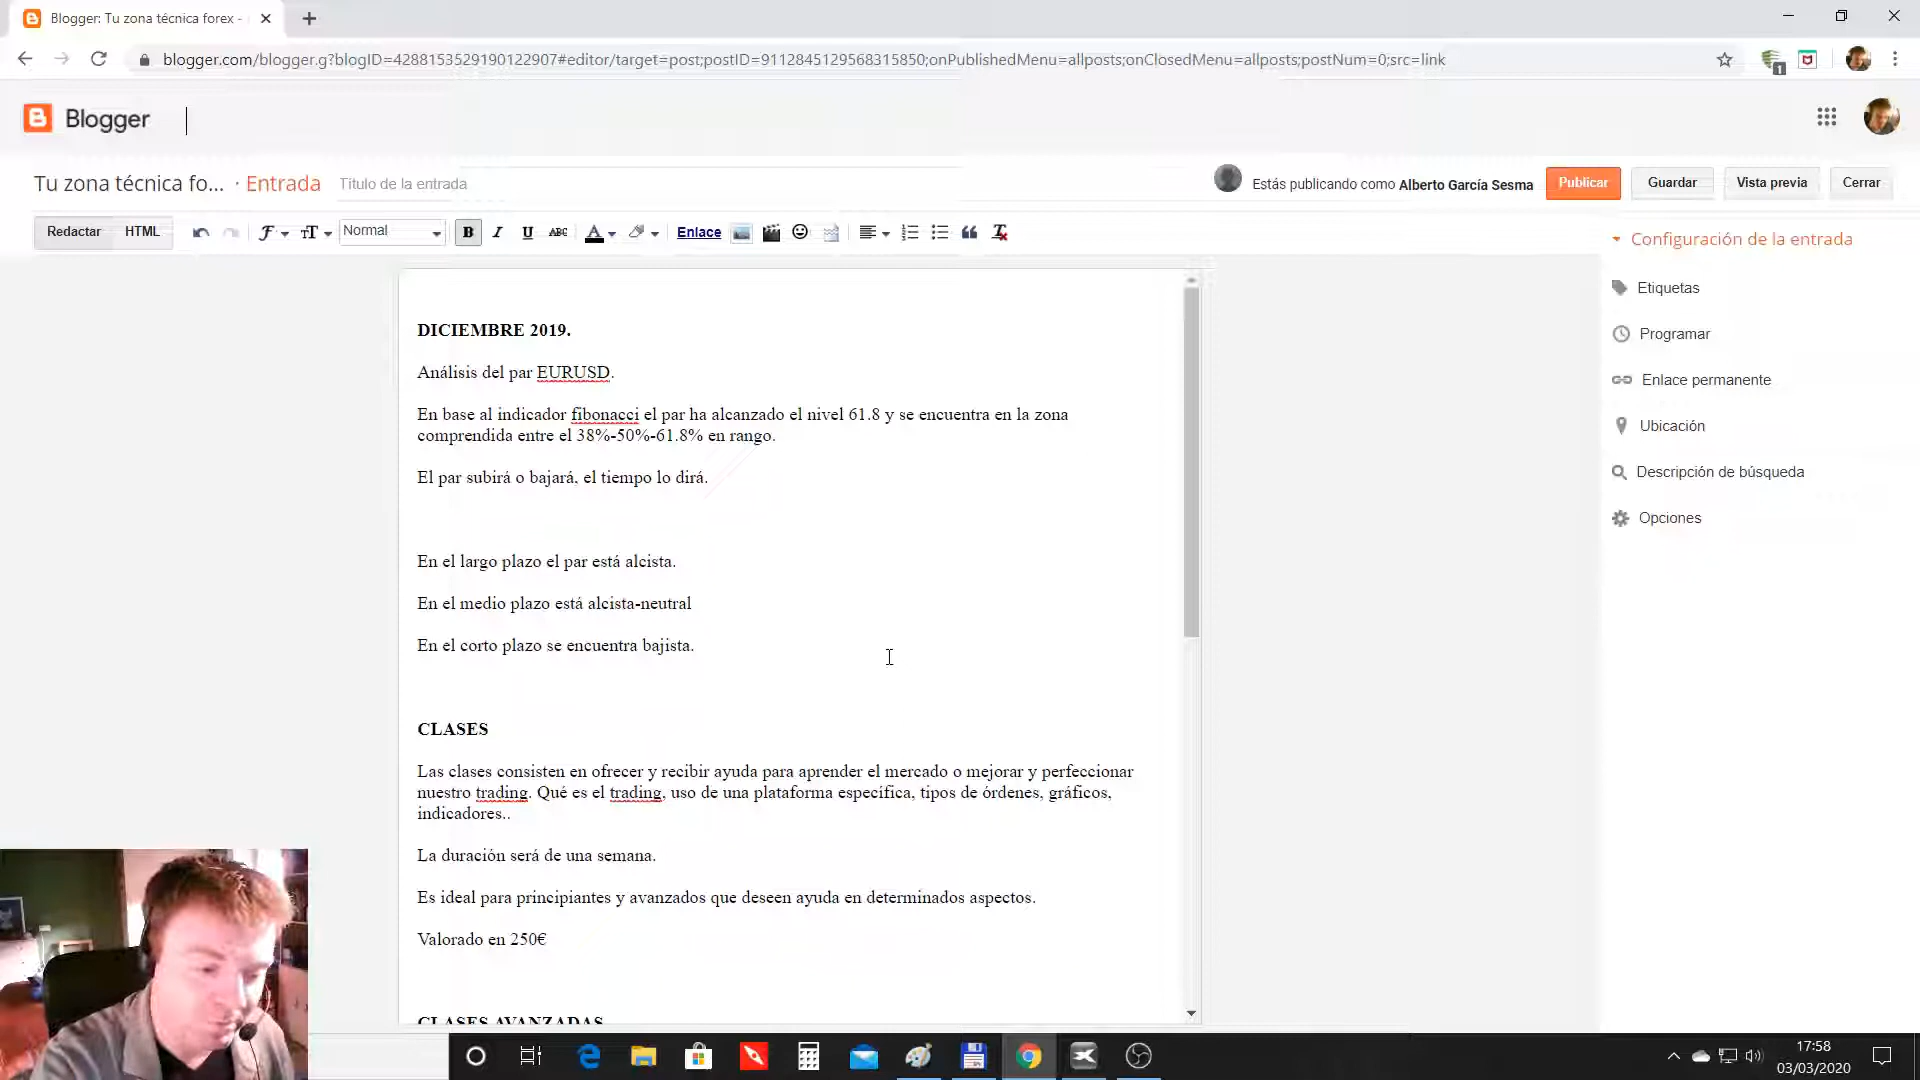 Blogger: Tu zona técnica forex -
blogger.com/blogger.g?blogID=4288153529190122907#editor/target=post;postID=9112845129568315850;onPublishedMenu=allposts;onClosedMenu=allposts;postNum=0;src=link
1
Blogger
Tu zona técnica fo... · Entrada
Título de la entrada
Estás publicando como Alberto García Sesma
Publicar
Guardar
Vista previa
Cerrar
Redactar
HTML
Normal
B
I
U
ABC
A
Enlace
Configuración de la entrada
Etiquetas
Programar
Enlace permanente
Ubicación
Descripción de búsqueda
Opciones
DICIEMBRE 2019.
Análisis del par EURUSD.
En base al indicador fibonacci el par ha alcanzado el nivel 61.8 y se encuentra en la zona
comprendida entre el 38%-50%-61.8% en rango.
El par subirá o bajará, el tiempo lo dirá.
En el largo plazo el par está alcista.
En el medio plazo está alcista-neutral
En el corto plazo se encuentra bajista.
CLASES
Las clases consisten en ofrecer y recibir ayuda para aprender el mercado o mejorar y perfeccionar
nuestro trading. Qué es el trading, uso de una plataforma específica, tipos de órdenes, gráficos,
indicadores..
La duración será de una semana.
Es ideal para principiantes y avanzados que deseen ayuda en determinados aspectos.
Valorado en 250€
CLASES AVANZADAS
17:58
03/03/2020